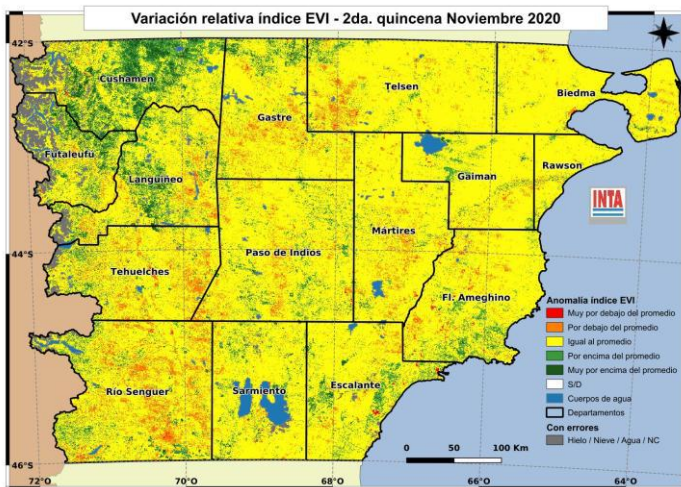 Variación relativa índice EVI - 2da. quincena Noviembre 2020
42°S
44°S
46°S
Cushamen
Futaleufú
Languiñeo
Gastre
Telsen
Biedma
Rawson
Gaiman
Mártires
Paso de Indios
Tehuelches
Fl. Ameghino
Río Senguer
Sarmiento
Escalante
INTA
Anomalía índice EVI
Muy por debajo del promedio
Por debajo del promedio
Igual al promedio
Por encima del promedio
Muy por encima del promedio
S/D
Cuerpos de agua
Departamentos
Con errores
Hielo / Nieve / Agua / NC
0 50 100 Km
72°O 70°O 68°O 66°O 64°O